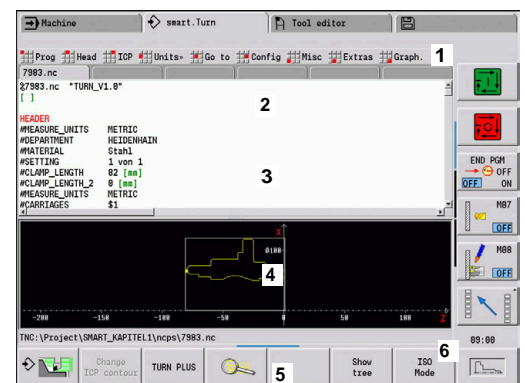 Machine
smart.Turn
Tool editor
Prog Head ICP Units Go to Config Misc Extras Graph.
1
7983.nc
27983.nc "TURN_V1.0"
[ ]
2
HEADER
#MEASURE_UNITS METRIC
#DEPARTMENT HEIDENHAIN
#MATERIAL Stahl
#SETTING 1 von 1
#CLAMP_LENGTH 82 [mm]
#CLAMP_LENGTH_2 0 [mm]
#MEASURE_UNITS METRIC
#CARRIAGES $1
3
END PGM
OFF
OFF ON
M07
OFF
M08
OFF
X
Ø100
4
-200 -150 -100 -50 50 100
Z
TNC:\Project\SMART_KAPITEL1\ncps\7983.nc
6
09:00
Change
ICP contour
TURN PLUS
5
Show
tree
ISO
Mode